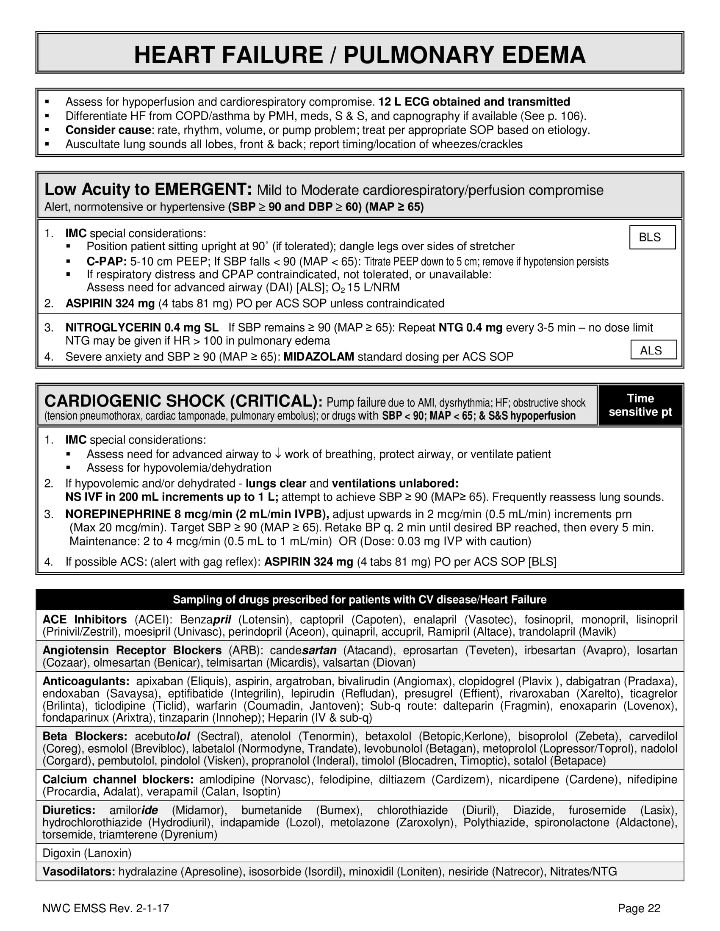 HEART FAILURE / PULMONARY EDEMA
▪ Assess for hypoperfusion and cardiorespiratory compromise. 12 L ECG obtained and transmitted
▪ Differentiate HF from COPD/asthma by PMH, meds, S & S, and capnography if available (See p. 106).
▪ Consider cause: rate, rhythm, volume, or pump problem; treat per appropriate SOP based on etiology.
▪ Auscultate lung sounds all lobes, front & back; report timing/location of wheezes/crackles
Low Acuity to EMERGENT: Mild to Moderate cardiorespiratory/perfusion compromise
Alert, normotensive or hypertensive (SBP ≥ 90 and DBP ≥ 60) (MAP ≥ 65)
1. IMC special considerations:
BLS
▪ Position patient sitting upright at 90˚ (if tolerated); dangle legs over sides of stretcher
▪ C-PAP: 5-10 cm PEEP; If SBP falls < 90 (MAP < 65): Titrate PEEP down to 5 cm; remove if hypotension persists
▪ If respiratory distress and CPAP contraindicated, not tolerated, or unavailable:
Assess need for advanced airway (DAI) [ALS]; O₂ 15 L/NRM
2. ASPIRIN 324 mg (4 tabs 81 mg) PO per ACS SOP unless contraindicated
3. NITROGLYCERIN 0.4 mg SL If SBP remains ≥ 90 (MAP ≥ 65): Repeat NTG 0.4 mg every 3-5 min – no dose limit
NTG may be given if HR > 100 in pulmonary edema
4. Severe anxiety and SBP ≥ 90 (MAP ≥ 65): MIDAZOLAM standard dosing per ACS SOP
ALS
CARDIOGENIC SHOCK (CRITICAL): Pump failure due to AMI, dysrhythmia; HF; obstructive shock
(tension pneumothorax, cardiac tamponade, pulmonary embolus); or drugs with SBP < 90; MAP < 65; & S&S hypoperfusion
Time
sensitive pt
1. IMC special considerations:
▪ Assess need for advanced airway to ↓ work of breathing, protect airway, or ventilate patient
▪ Assess for hypovolemia/dehydration
2. If hypovolemic and/or dehydrated - lungs clear and ventilations unlabored:
NS IVF in 200 mL increments up to 1 L; attempt to achieve SBP ≥ 90 (MAP≥ 65). Frequently reassess lung sounds.
3. NOREPINEPHRINE 8 mcg/min (2 mL/min IVPB), adjust upwards in 2 mcg/min (0.5 mL/min) increments prn
(Max 20 mcg/min). Target SBP ≥ 90 (MAP ≥ 65). Retake BP q. 2 min until desired BP reached, then every 5 min.
Maintenance: 2 to 4 mcg/min (0.5 mL to 1 mL/min) OR (Dose: 0.03 mg IVP with caution)
4. If possible ACS: (alert with gag reflex): ASPIRIN 324 mg (4 tabs 81 mg) PO per ACS SOP [BLS]
Sampling of drugs prescribed for patients with CV disease/Heart Failure
ACE Inhibitors (ACEI): Benzapril (Lotensin), captopril (Capoten), enalapril (Vasotec), fosinopril, monopril, lisinopril
(Prinivil/Zestril), moesipril (Univasc), perindopril (Aceon), quinapril, accupril, Ramipril (Altace), trandolapril (Mavik)
Angiotensin Receptor Blockers (ARB): candesartan (Atacand), eprosartan (Teveten), irbesartan (Avapro), losartan
(Cozaar), olmesartan (Benicar), telmisartan (Micardis), valsartan (Diovan)
Anticoagulants: apixaban (Eliquis), aspirin, argatroban, bivalirudin (Angiomax), clopidogrel (Plavix ), dabigatran (Pradaxa),
endoxaban (Savaysa), eptifibatide (Integrilin), lepirudin (Refludan), presugrel (Effient), rivaroxaban (Xarelto), ticagrelor
(Brilinta), ticlodipine (Ticlid), warfarin (Coumadin, Jantoven); Sub-q route: dalteparin (Fragmin), enoxaparin (Lovenox),
fondaparinux (Arixtra), tinzaparin (Innohep); Heparin (IV & sub-q)
Beta Blockers: acebutolol (Sectral), atenolol (Tenormin), betaxolol (Betopic,Kerlone), bisoprolol (Zebeta), carvedilol
(Coreg), esmolol (Brevibloc), labetalol (Normodyne, Trandate), levobunolol (Betagan), metoprolol (Lopressor/Toprol), nadolol
(Corgard), pembutolol, pindolol (Visken), propranolol (Inderal), timolol (Blocadren, Timoptic), sotalol (Betapace)
Calcium channel blockers: amlodipine (Norvasc), felodipine, diltiazem (Cardizem), nicardipene (Cardene), nifedipine
(Procardia, Adalat), verapamil (Calan, Isoptin)
Diuretics: amiloride (Midamor), bumetanide (Bumex), chlorothiazide (Diuril), Diazide, furosemide (Lasix),
hydrochlorothiazide (Hydrodiuril), indapamide (Lozol), metolazone (Zaroxolyn), Polythiazide, spironolactone (Aldactone),
torsemide, triamterene (Dyrenium)
Digoxin (Lanoxin)
Vasodilators: hydralazine (Apresoline), isosorbide (Isordil), minoxidil (Loniten), nesiride (Natrecor), Nitrates/NTG
NWC EMSS Rev. 2-1-17
Page 22